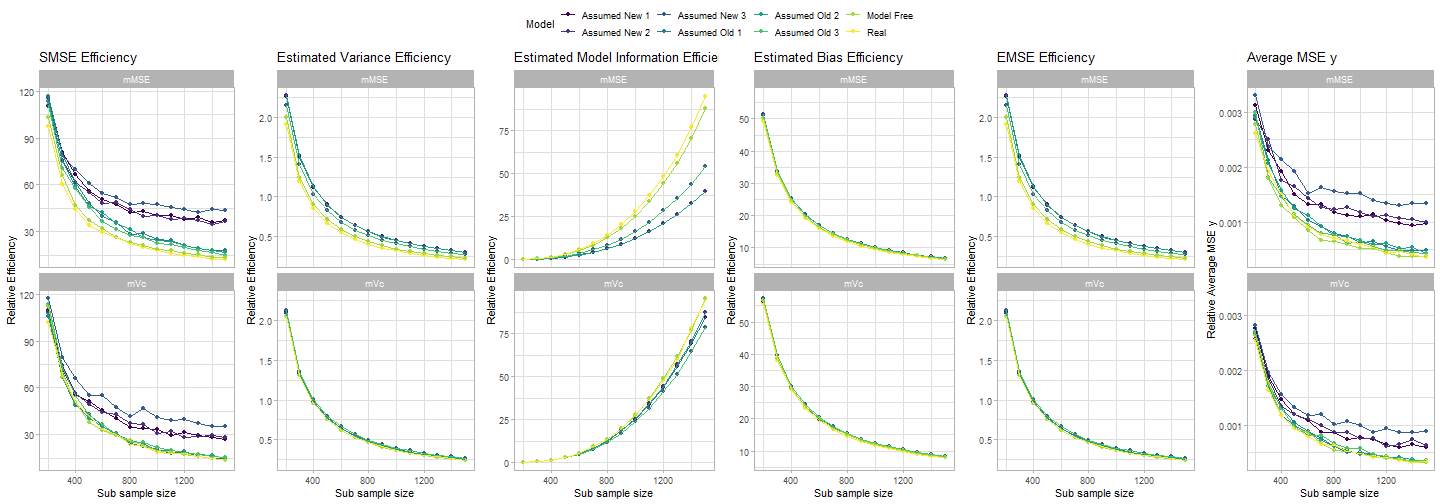 Model
Assumed New 1
Assumed New 3
Assumed Old 2
Model Free
Assumed New 2
Assumed Old 1
Assumed Old 3
Real
SMSE Efficiency
Estimated Variance Efficiency
Estimated Model Information Efficie
Estimated Bias Efficiency
EMSE Efficiency
Average MSE y
mMSE
mMSE
mMSE
mMSE
mMSE
mMSE
120
90
60
30
2.0
1.5
1.0
0.5
75
50
25
0
50
40
30
20
10
2.0
1.5
1.0
0.5
0.003
0.002
0.001
Relative Efficiency
Relative Efficiency
Relative Efficiency
Relative Efficiency
Relative Efficiency
Relative Average MSE y
mVc
mVc
mVc
mVc
mVc
mVc
120
90
60
30
2.0
1.5
1.0
0.5
75
50
25
0
50
40
30
20
10
2.0
1.5
1.0
0.5
0.003
0.002
0.001
400 800 1200
400 800 1200
400 800 1200
400 800 1200
400 800 1200
400 800 1200
Sub sample size
Sub sample size
Sub sample size
Sub sample size
Sub sample size
Sub sample size